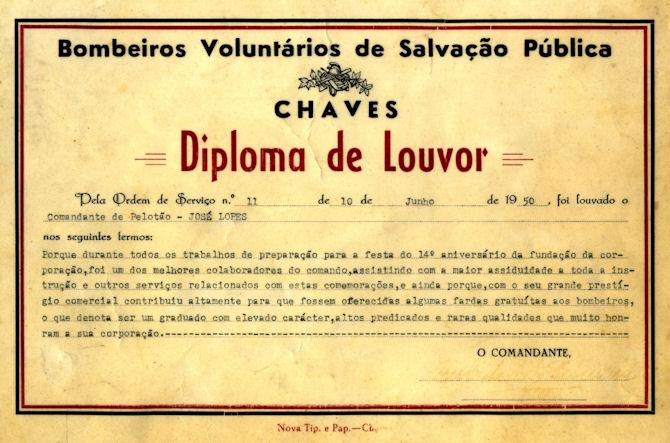 Bombeiros Voluntários de Salvação Pública
CHAVES
Diploma de Louvor
Pela Ordem de Serviço n.º 11 de 10 de Junho de 1950, foi louvado o
Comandante de Pelotão - JOSÉ LOPES
nos seguintes termos:
Porque durante todos os trabalhos de preparação para a festa do 14º aniversário da fundação da cor-
poração,foi um dos melhores colaboradores do comando,assistindo com a maior assiduidade a toda a ins-
trução e outros serviços relacionados com estas comemorações,e ainda porque,com o seu grande prestí-
gio comercial contribuiu altamente para que fossem oferecidas algumas fardas gratuítas aos bombeiros,
o que denota ser um graduado com elevado carácter,altos predicados e raras qualidades que muito hon-
ram a sua corporação.
O COMANDANTE,
Nova Tip. e Pap.—